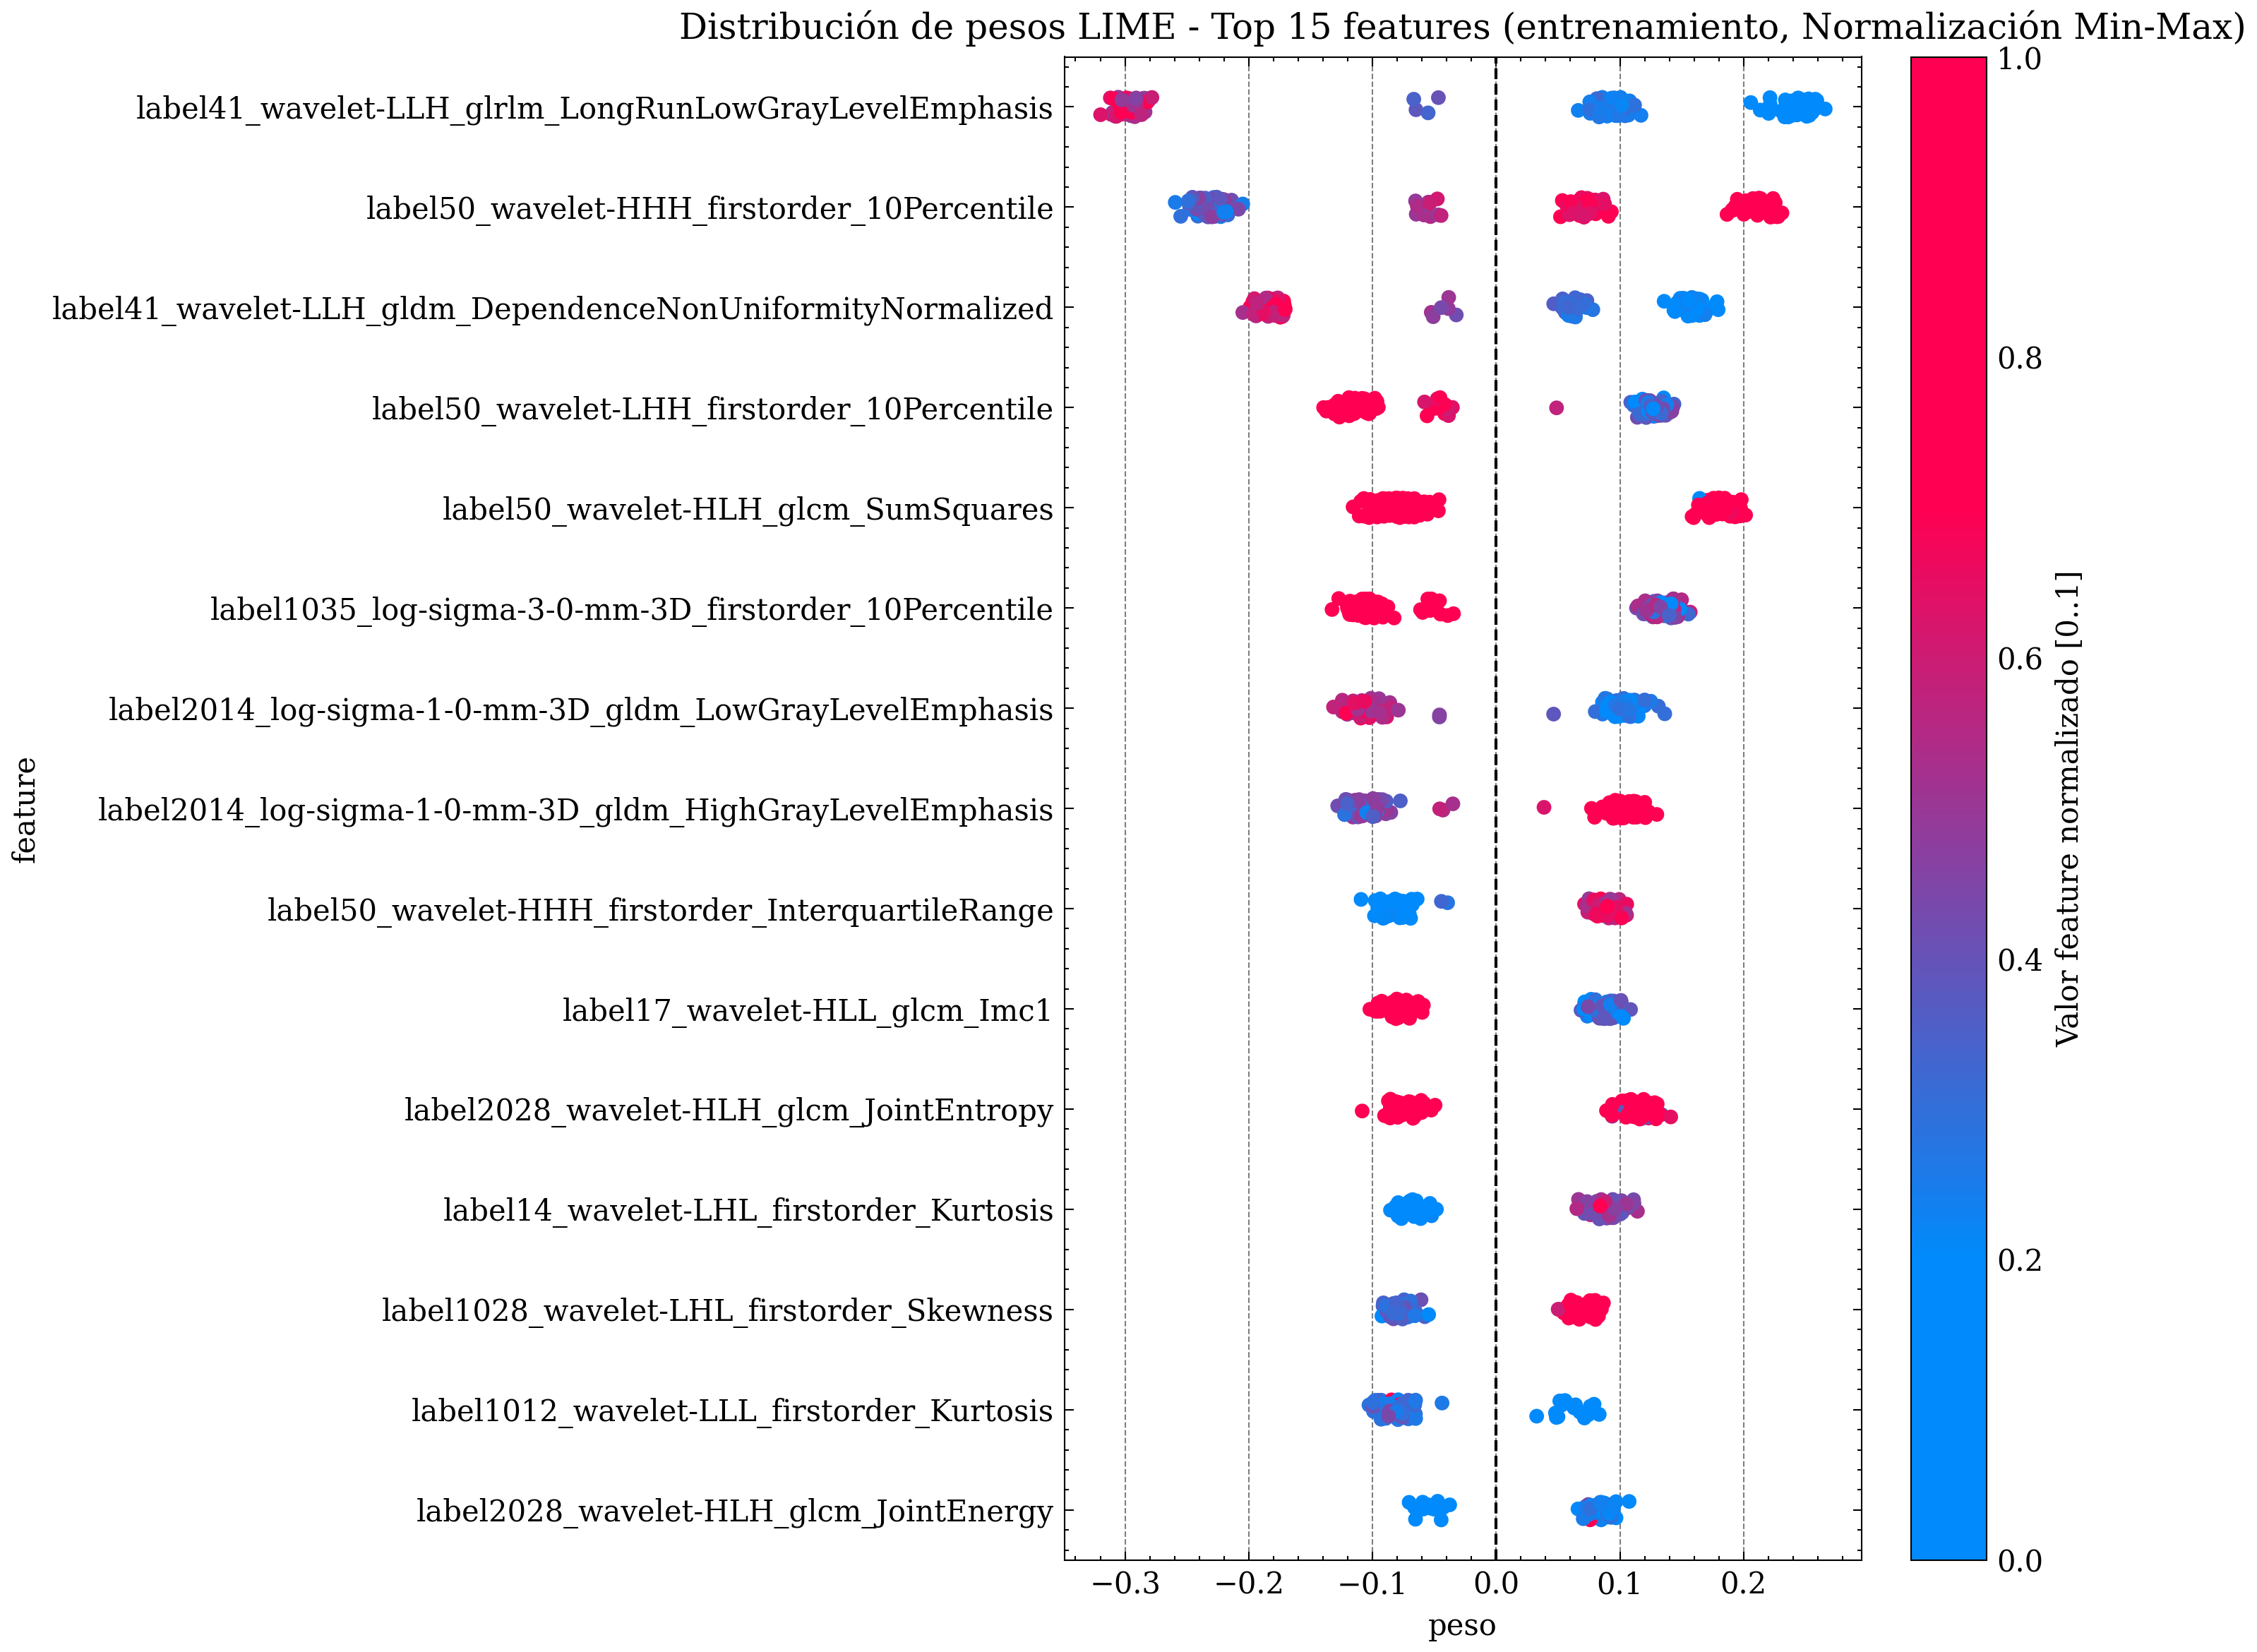 Distribución de pesos LIME - Top 15 features (entrenamiento, Normalización Min-Max)
feature
label41_wavelet-LLH_glrlm_LongRunLowGrayLevelEmphasis
label50_wavelet-HHH_firstorder_10Percentile
label41_wavelet-LLH_gldm_DependenceNonUniformityNormalized
label50_wavelet-LHH_firstorder_10Percentile
label50_wavelet-HLH_glcm_SumSquares
label1035_log-sigma-3-0-mm-3D_firstorder_10Percentile
label2014_log-sigma-1-0-mm-3D_gldm_LowGrayLevelEmphasis
label2014_log-sigma-1-0-mm-3D_gldm_HighGrayLevelEmphasis
label50_wavelet-HHH_firstorder_InterquartileRange
label17_wavelet-HLL_glcm_Imc1
label2028_wavelet-HLH_glcm_JointEntropy
label14_wavelet-LHL_firstorder_Kurtosis
label1028_wavelet-LHL_firstorder_Skewness
label1012_wavelet-LLL_firstorder_Kurtosis
label2028_wavelet-HLH_glcm_JointEnergy
−0.3 −0.2 −0.1 0.0 0.1 0.2
peso
1.0
0.8
0.6
0.4
0.2
0.0
Valor feature normalizado [0..1]